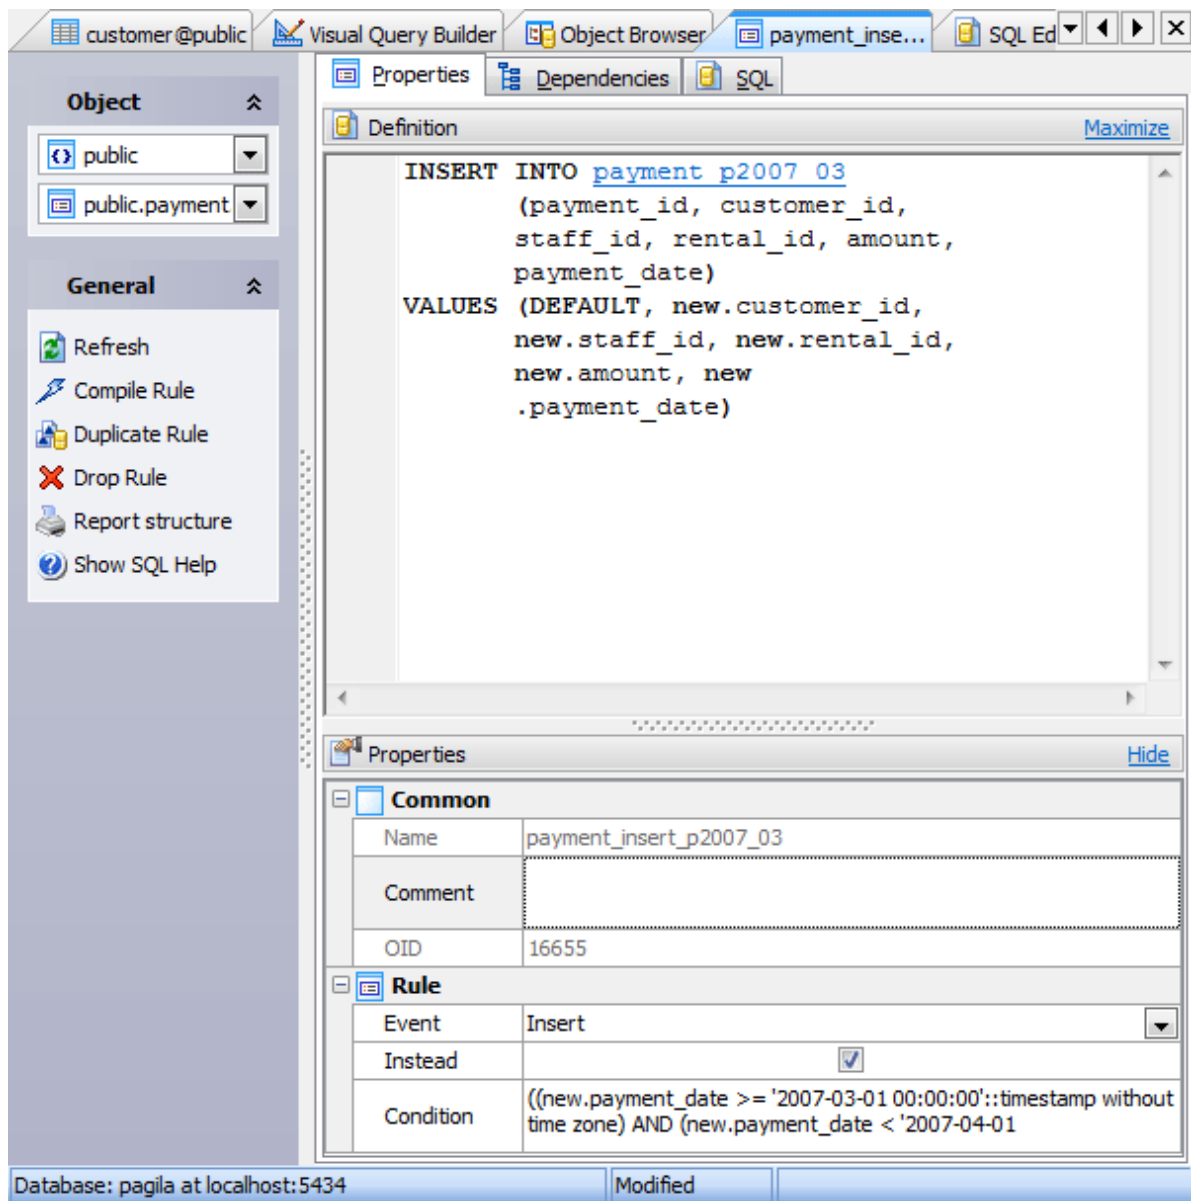 customer@public
Visual Query Builder
Object Browser
payment_inse...
SQL Ed
Properties
Dependencies
SQL
Object
public
public.payment
General
Refresh
Compile Rule
Duplicate Rule
Drop Rule
Report structure
Show SQL Help
Definition
Maximize
INSERT INTO payment_p2007_03
(payment_id, customer_id,
staff_id, rental_id, amount,
payment_date)
VALUES (DEFAULT, new.customer_id,
new.staff_id, new.rental_id,
new.amount, new
.payment_date)
Properties
Hide
Common
Name payment_insert_p2007_03
Comment
OID 16655
Rule
Event Insert
Instead
Condition ((new.payment_date >= '2007-03-01 00:00:00'::timestamp without
time zone) AND (new.payment_date < '2007-04-01
Database: pagila at localhost:5434
Modified